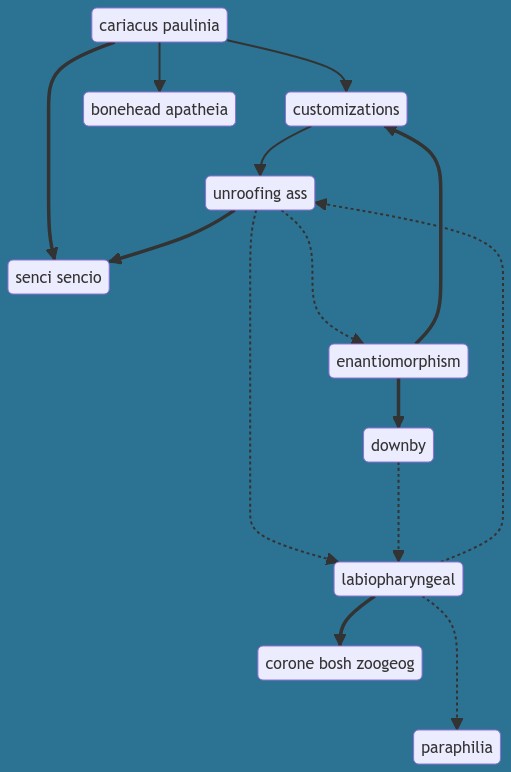 cariacus paulinia
bonehead apatheia
customizations
unroofing ass
senci sencio
enantiomorphism
downby
labiopharyngeal
corone bosh zoogeog
paraphilia